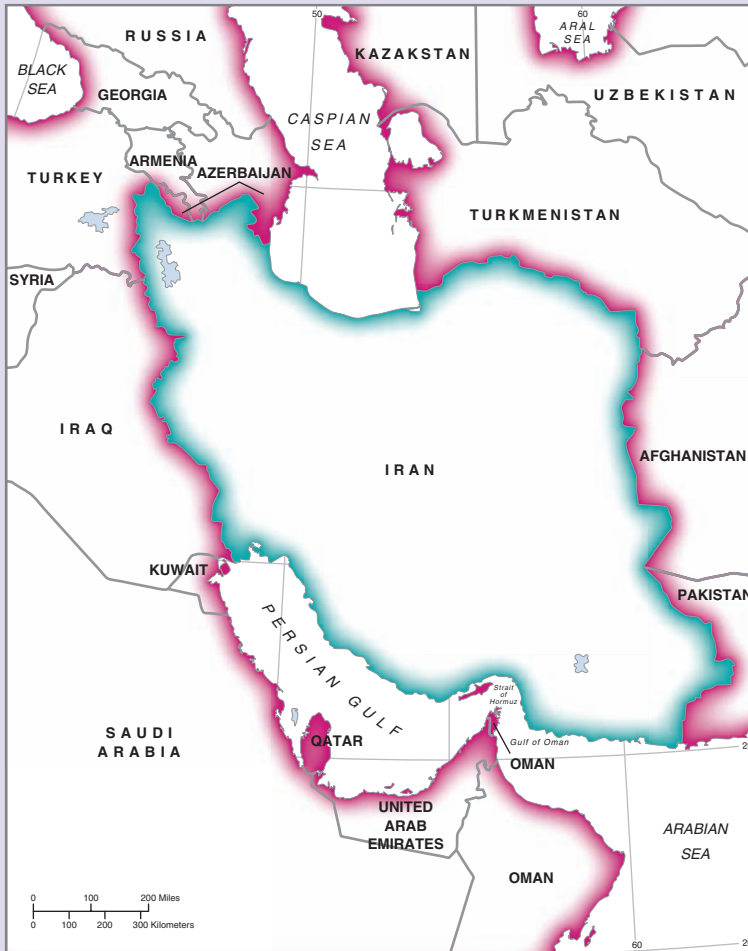 50
60
RUSSIA
ARAL
SEA
KAZAKSTAN
BLACK
SEA
GEORGIA
UZBEKISTAN
CASPIAN
SEA
ARMENIA
AZERBAIJAN
TURKEY
TURKMENISTAN
SYRIA
IRAQ
IRAN
AFGHANISTAN
KUWAIT
PAKISTAN
PERSIAN GULF
Strait
of
Hormuz
SAUDI
ARABIA
QATAR
Gulf of Oman
OMAN
UNITED
ARAB
EMIRATES
ARABIAN
SEA
OMAN
0 100 200 Miles
0 100 200 300 Kilometers
60